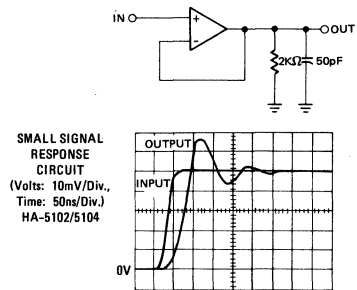 IN
+
−
OUT
2KΩ
50pF
SMALL SIGNAL
RESPONSE
CIRCUIT
(Volts: 10mV/Div.,
Time: 50ns/Div.)
HA-5102/5104
OUTPUT
INPUT
0V